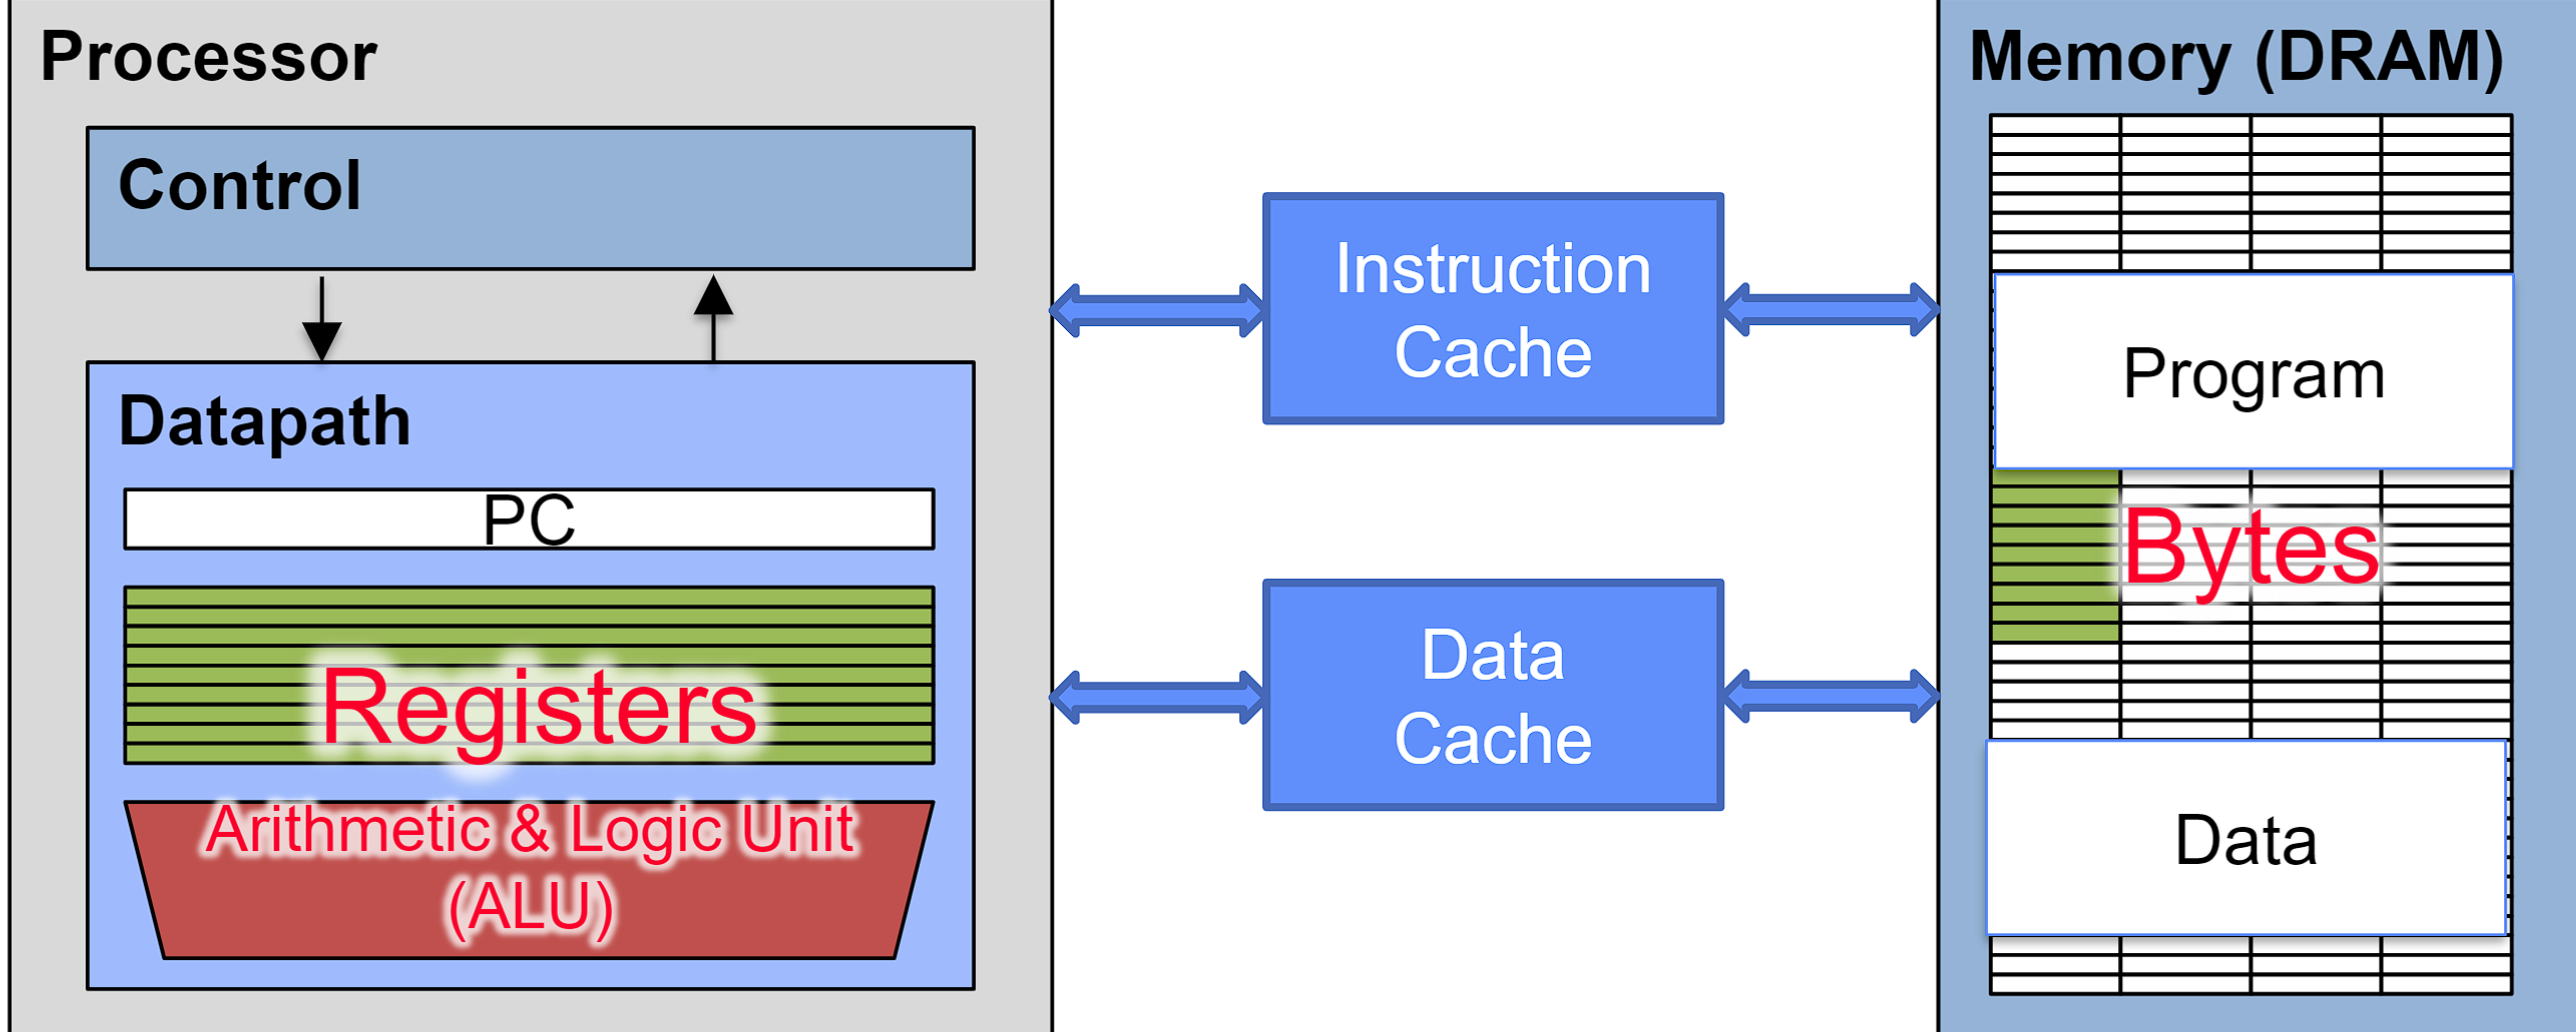 Processor
Control
Datapath
PC
Registers
Arithmetic & Logic Unit
(ALU)
Instruction
Cache
Data
Cache
Memory (DRAM)
Program
Bytes
Data